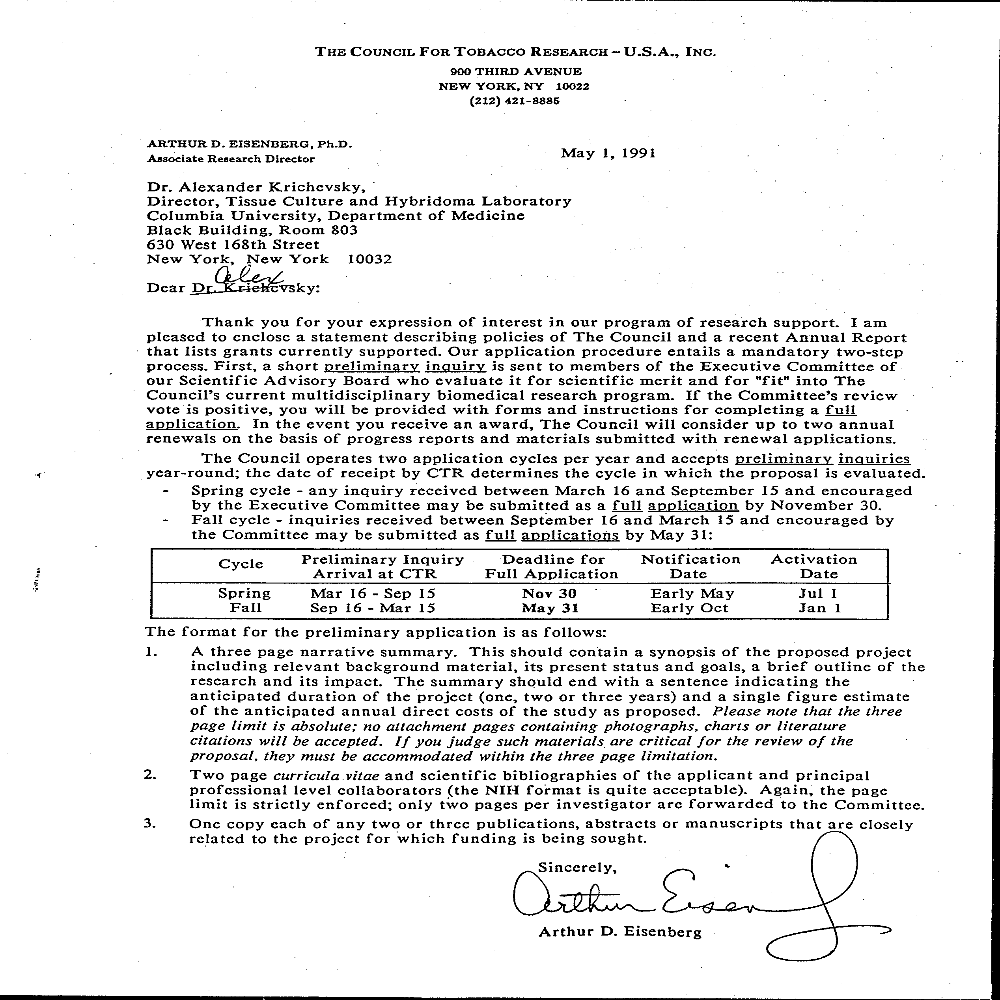 THE COUNCIL FOR TOBACCO RESEARCH – U.S.A., INC.
900 THIRD AVENUE
NEW YORK, NY 10022
(212) 421-8885
ARTHUR D. EISENBERG, Ph.D.
Associate Research Director
May 1, 1991
Dr. Alexander Krichevsky,
Director, Tissue Culture and Hybridoma Laboratory
Columbia University, Department of Medicine
Black Building, Room 803
630 West 168th Street
New York, New York 10032
Alex
Dear Dr. Krichevsky:
Thank you for your expression of interest in our program of research support. I am
pleased to enclose a statement describing policies of The Council and a recent Annual Report
that lists grants currently supported. Our application procedure entails a mandatory two-step
process. First, a short preliminary inquiry is sent to members of the Executive Committee of
our Scientific Advisory Board who evaluate it for scientific merit and for "fit" into The
Council's current multidisciplinary biomedical research program. If the Committee's review
vote is positive, you will be provided with forms and instructions for completing a full
application. In the event you receive an award, The Council will consider up to two annual
renewals on the basis of progress reports and materials submitted with renewal applications.
The Council operates two application cycles per year and accepts preliminary inquiries
year-round; the date of receipt by CTR determines the cycle in which the proposal is evaluated.
- Spring cycle - any inquiry received between March 16 and September 15 and encouraged
by the Executive Committee may be submitted as a full application by November 30.
- Fall cycle - inquiries received between September 16 and March 15 and encouraged by
the Committee may be submitted as full applications by May 31:
Cycle Preliminary Inquiry Deadline for Notification Activation
Arrival at CTR Full Application Date Date
Spring Mar 16 - Sep 15 Nov 30 Early May Jul 1
Fall Sep 16 - Mar 15 May 31 Early Oct Jan 1
The format for the preliminary application is as follows:
1. A three page narrative summary. This should contain a synopsis of the proposed project
including relevant background material, its present status and goals, a brief outline of the
research and its impact. The summary should end with a sentence indicating the
anticipated duration of the project (one, two or three years) and a single figure estimate
of the anticipated annual direct costs of the study as proposed. Please note that the three
page limit is absolute; no attachment pages containing photographs, charts or literature
citations will be accepted. If you judge such materials are critical for the review of the
proposal, they must be accommodated within the three page limitation.
2. Two page curricula vitae and scientific bibliographies of the applicant and principal
professional level collaborators (the NIH format is quite acceptable). Again, the page
limit is strictly enforced; only two pages per investigator are forwarded to the Committee.
3. One copy each of any two or three publications, abstracts or manuscripts that are closely
related to the project for which funding is being sought.
Sincerely,
Arthur Eisen
Arthur D. Eisenberg